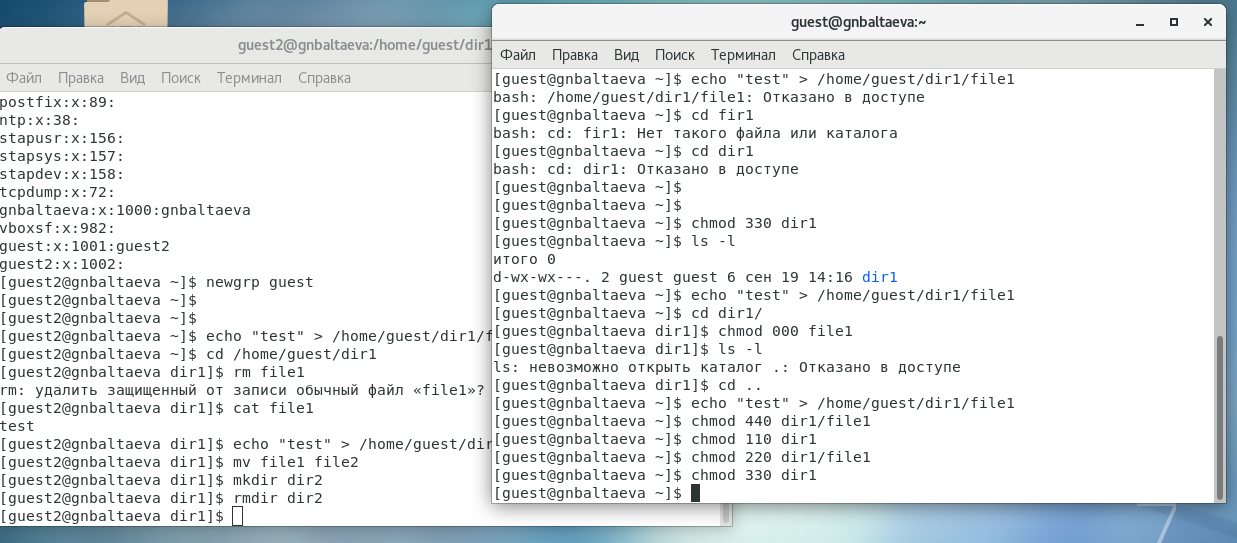 guest2@gnbaltaeva:/home/guest/dir1
Файл Правка Вид Поиск Терминал Справка
postfix:x:89:
ntp:x:38:
stapusr:x:156:
stapsys:x:157:
stapdev:x:158:
tcpdump:x:72:
gnbaltaeva:x:1000:gnbaltaeva
vboxsf:x:982:
guest:x:1001:guest2
guest2:x:1002:
[guest2@gnbaltaeva ~]$ newgrp guest
[guest2@gnbaltaeva ~]$
[guest2@gnbaltaeva ~]$
[guest2@gnbaltaeva ~]$ echo "test" > /home/guest/dir1/f
[guest2@gnbaltaeva ~]$ cd /home/guest/dir1
[guest2@gnbaltaeva dir1]$ rm file1
rm: удалить защищенный от записи обычный файл «file1»?
[guest2@gnbaltaeva dir1]$ cat file1
test
[guest2@gnbaltaeva dir1]$ echo "test" > /home/guest/dir
[guest2@gnbaltaeva dir1]$ mv file1 file2
[guest2@gnbaltaeva dir1]$ mkdir dir2
[guest2@gnbaltaeva dir1]$ rmdir dir2
[guest2@gnbaltaeva dir1]$
guest@gnbaltaeva:~
Файл Правка Вид Поиск Терминал Справка
[guest@gnbaltaeva ~]$ echo "test" > /home/guest/dir1/file1
bash: /home/guest/dir1/file1: Отказано в доступе
[guest@gnbaltaeva ~]$ cd fir1
bash: cd: fir1: Нет такого файла или каталога
[guest@gnbaltaeva ~]$ cd dir1
bash: cd: dir1: Отказано в доступе
[guest@gnbaltaeva ~]$
[guest@gnbaltaeva ~]$
[guest@gnbaltaeva ~]$ chmod 330 dir1
[guest@gnbaltaeva ~]$ ls -l
итого 0
d-wx-wx---. 2 guest guest 6 сен 19 14:16 dir1
[guest@gnbaltaeva ~]$ echo "test" > /home/guest/dir1/file1
[guest@gnbaltaeva ~]$ cd dir1/
[guest@gnbaltaeva dir1]$ chmod 000 file1
[guest@gnbaltaeva dir1]$ ls -l
ls: невозможно открыть каталог .: Отказано в доступе
[guest@gnbaltaeva dir1]$ cd ..
[guest@gnbaltaeva ~]$ echo "test" > /home/guest/dir1/file1
[guest@gnbaltaeva ~]$ chmod 440 dir1/file1
[guest@gnbaltaeva ~]$ chmod 110 dir1
[guest@gnbaltaeva ~]$ chmod 220 dir1/file1
[guest@gnbaltaeva ~]$ chmod 330 dir1
[guest@gnbaltaeva ~]$